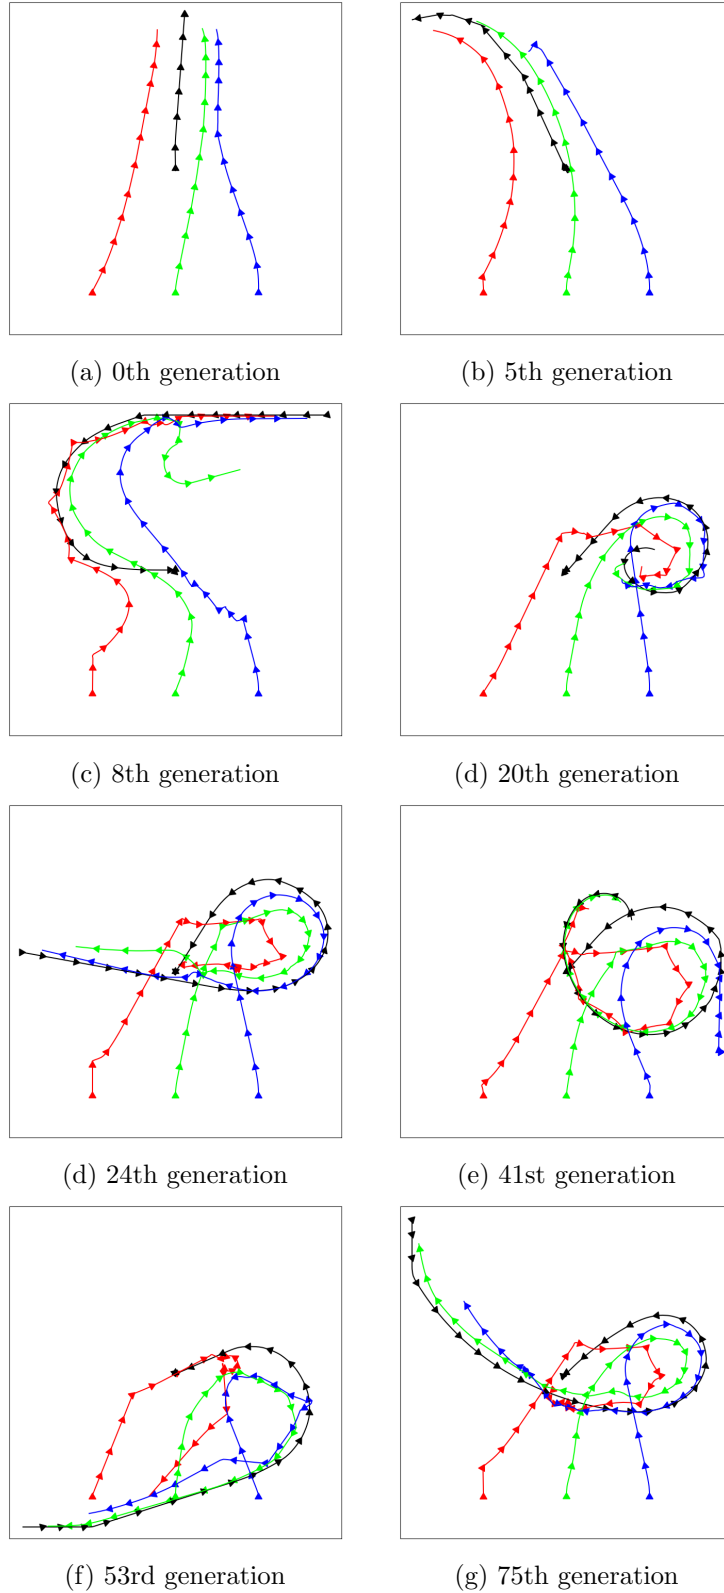 (a) 0th generation
(b) 5th generation
(c) 8th generation
(d) 20th generation
(d) 24th generation
(e) 41st generation
(f) 53rd generation
(g) 75th generation